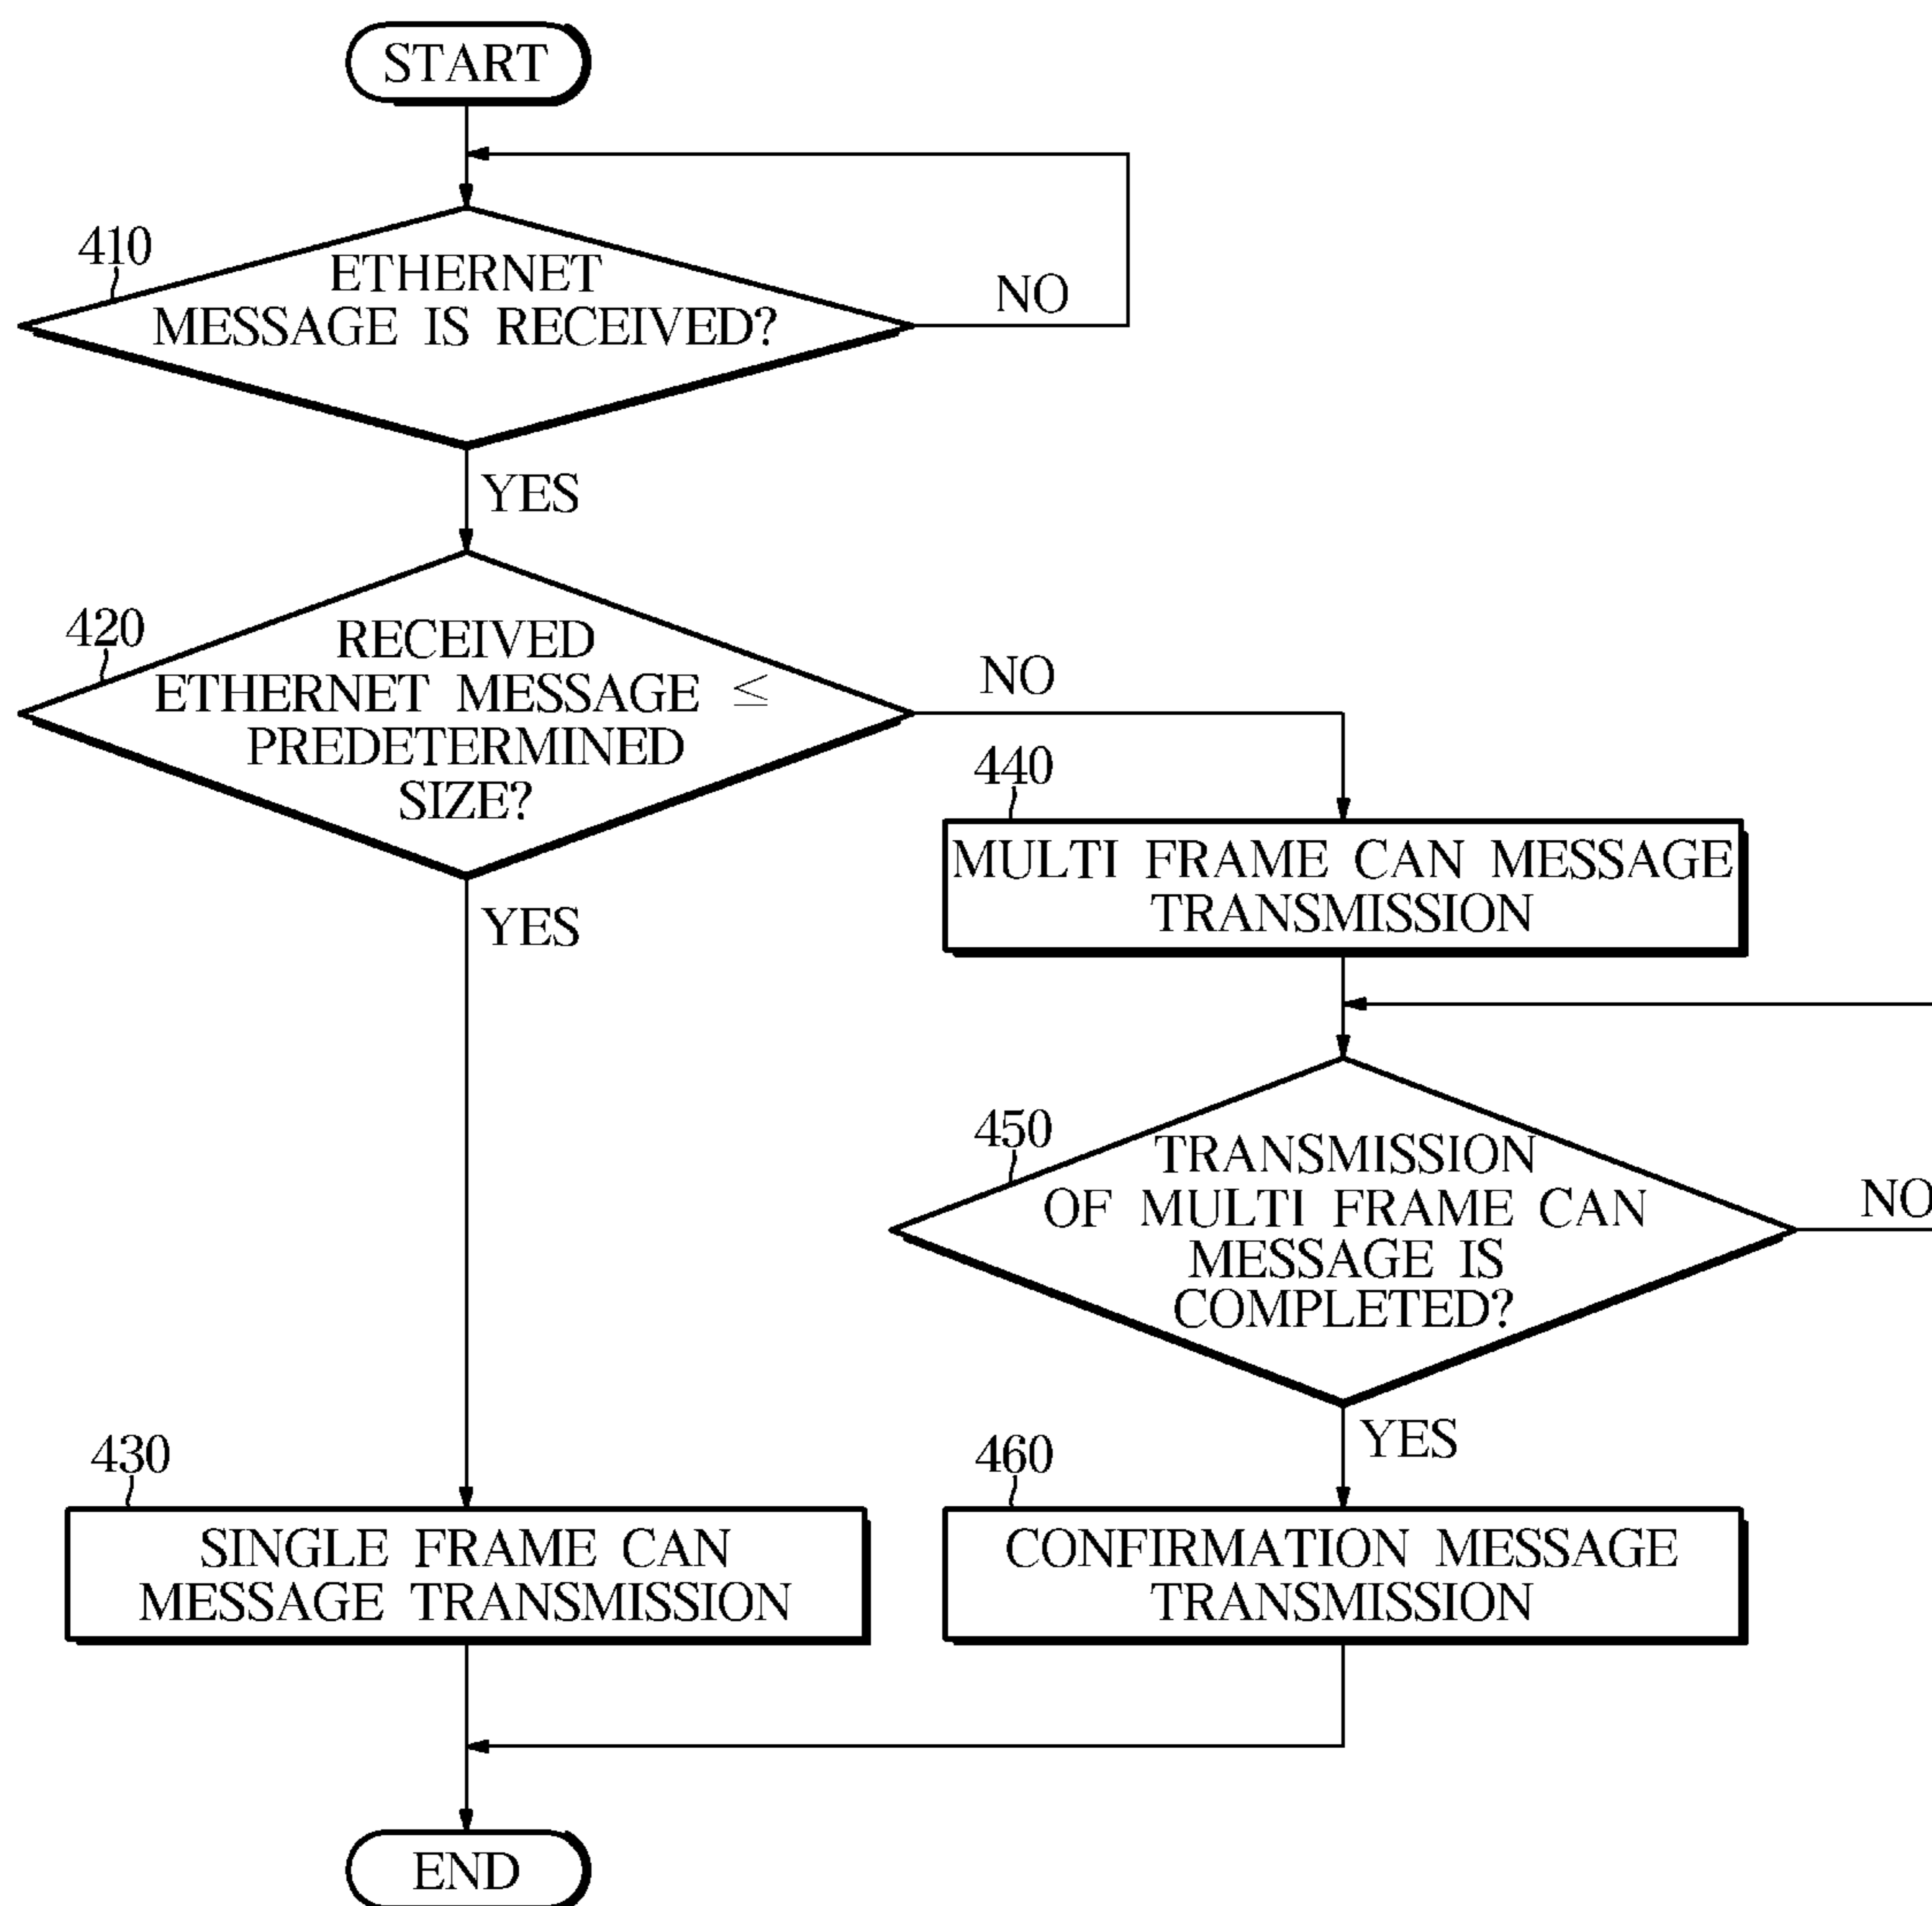 START
410
ETHERNET
MESSAGE IS RECEIVED?
NO
YES
420
RECEIVED
ETHERNET MESSAGE ≤
PREDETERMINED
SIZE?
NO
YES
440
MULTI FRAME CAN MESSAGE
TRANSMISSION
450
TRANSMISSION
OF MULTI FRAME CAN
MESSAGE IS
COMPLETED?
NO
YES
430
SINGLE FRAME CAN
MESSAGE TRANSMISSION
460
CONFIRMATION MESSAGE
TRANSMISSION
END